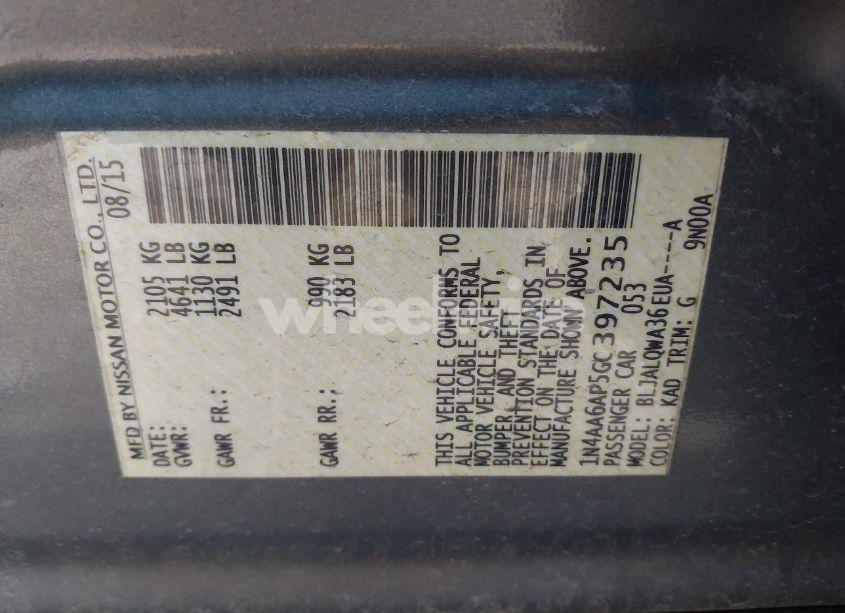 MFD BY NISSAN MOTOR CO., LTD.
DATE: 08/15
GVWR: 2105 KG
4641 LB
GAWR FR.: 1130 KG
2491 LB
GAWR RR.: 990 KG
2183 LB
THIS VEHICLE CONFORMS TO
ALL APPLICABLE FEDERAL
MOTOR VEHICLE SAFETY,
BUMPER, AND THEFT
PREVENTION STANDARDS IN
EFFECT ON THE DATE OF
MANUFACTURE SHOWN ABOVE.
1N4AA6AP5GC397235
PASSENGER CAR 053
MODEL: BLJALQWA36EUA----A
COLOR: KAD TRIM: G 9N00A